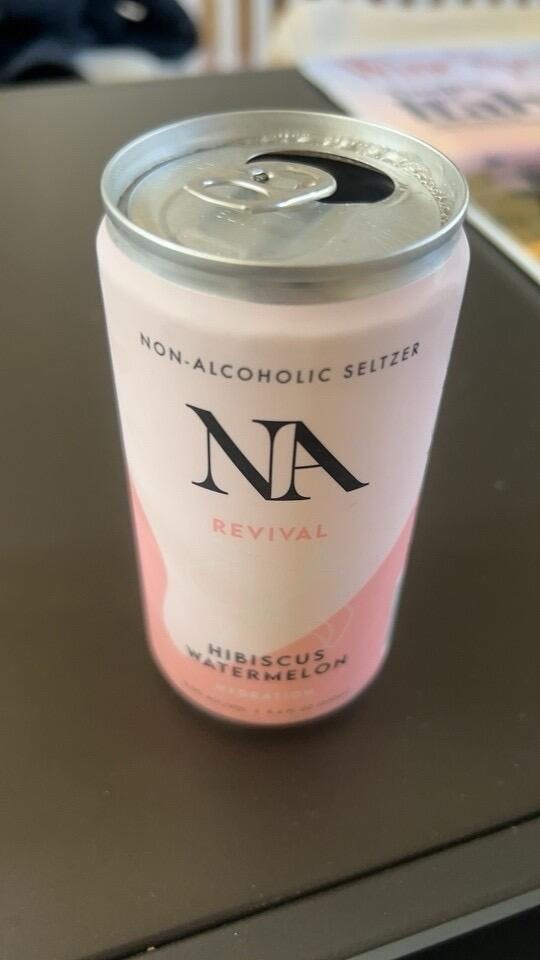 NON-ALCOHOLIC SELTZER
NA
REVIVAL
HIBISCUS
WATERMELON
HYDRATION